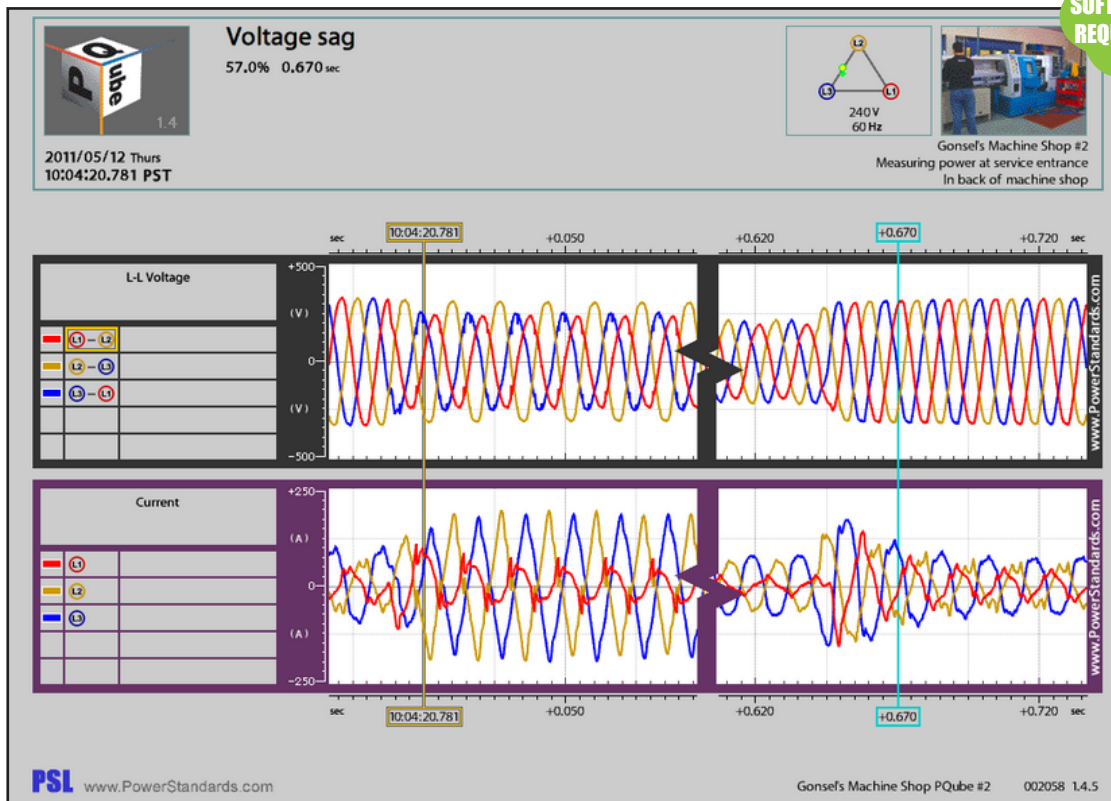 SOFT
REQU
Qube
P
1.4
Voltage sag
57.0% 0.670 sec
2011/05/12 Thurs
10:04:20.781 PST
L2
L3
L1
240 V
60 Hz
Gonsel's Machine Shop #2
Measuring power at service entrance
In back of machine shop
sec 10:04:20.781 +0.050 +0.620 +0.670 +0.720 sec
L-L Voltage
L1 – L2
L2 – L3
L3 – L1
+500
(V)
0
(V)
-500
www.PowerStandards.com
Current
L1
L2
L3
+250
(A)
0
(A)
-250
www.PowerStandards.com
sec 10:04:20.781 +0.050 +0.620 +0.670 +0.720 sec
PSL www.PowerStandards.com
Gonsel's Machine Shop PQube #2 002058 1.4.5